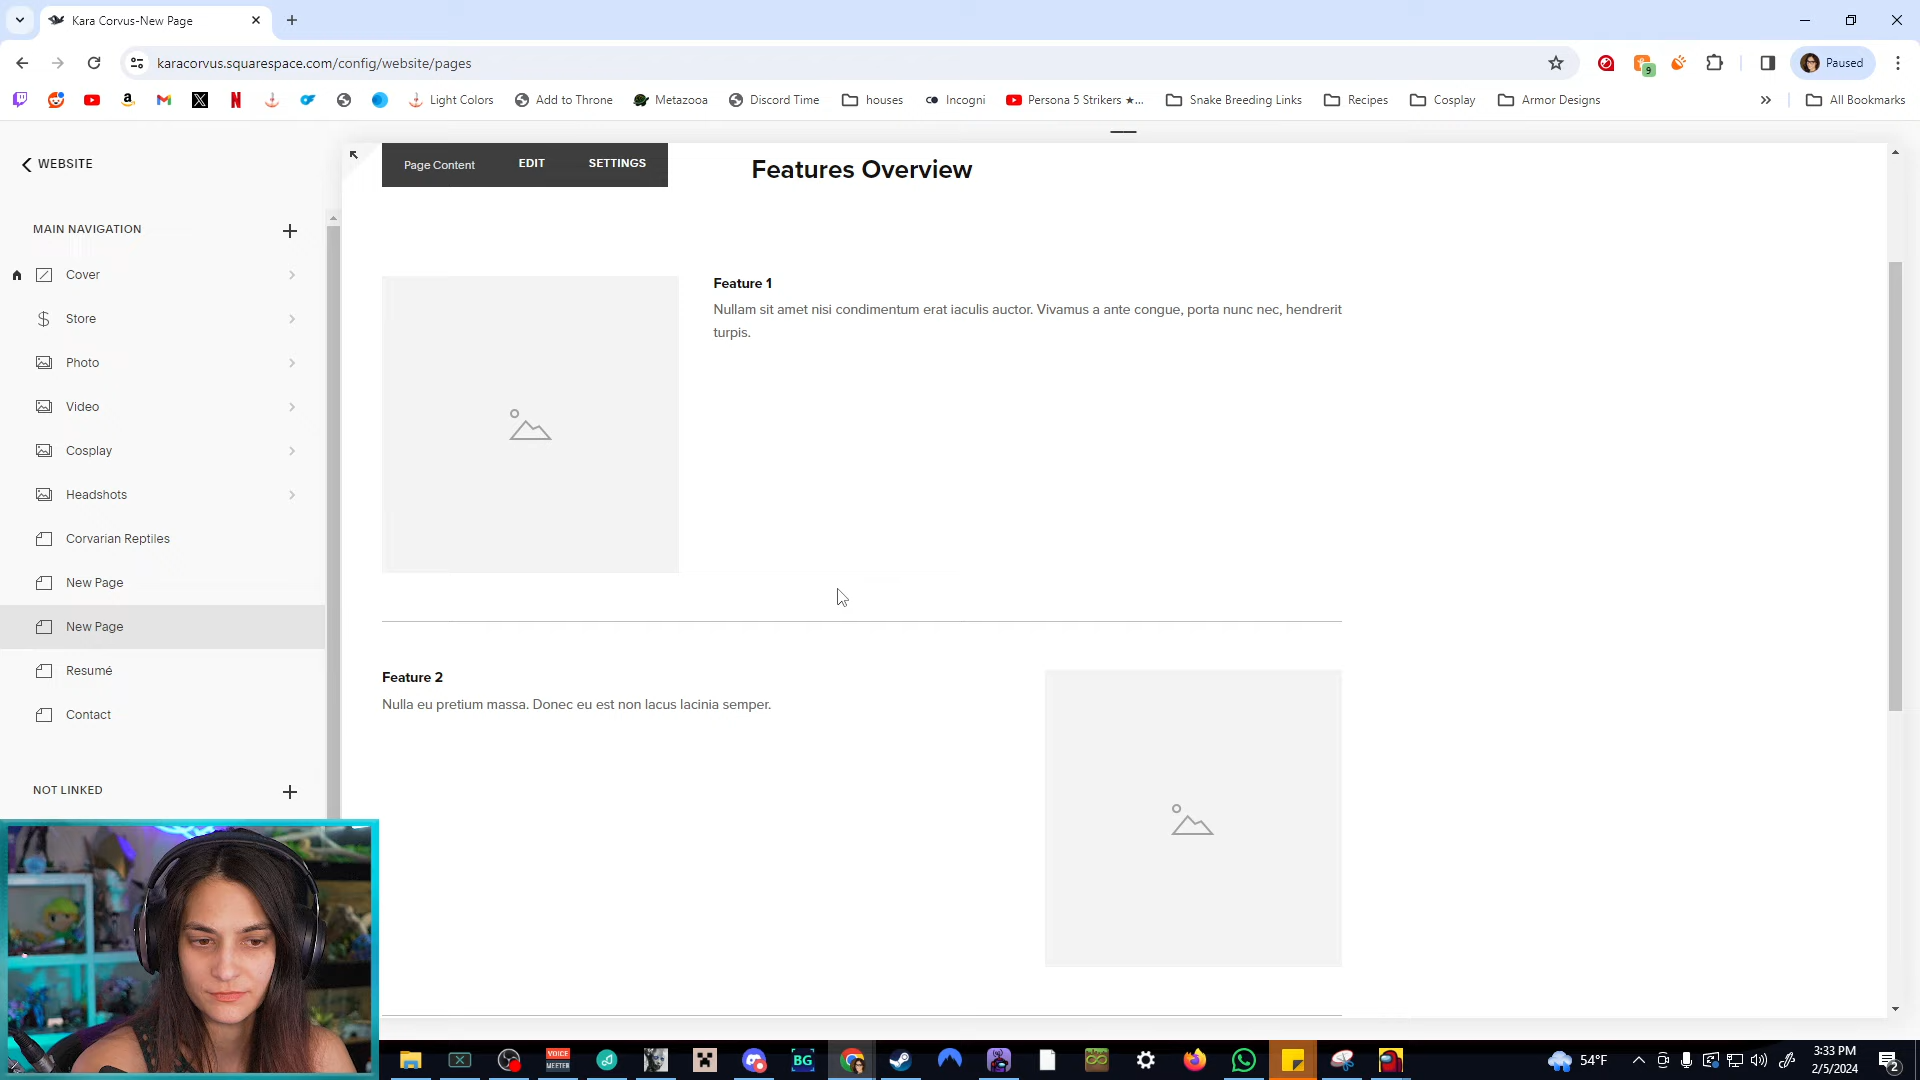 Kara Corvus-New Page
karacorvus.squarespace.com/config/website/pages
9
Paused
Light Colors
Add to Throne
Metazooa
Discord Time
houses
Incogni
Persona 5 Strikers ★...
Snake Breeding Links
Recipes
Cosplay
Armor Designs
All Bookmarks
WEBSITE
MAIN NAVIGATION
Cover
Store
Photo
Video
Cosplay
Headshots
Corvarian Reptiles
New Page
New Page
Resumé
Contact
NOT LINKED
Page Content
EDIT
SETTINGS
Features Overview
Feature 1
Nullam sit amet nisi condimentum erat iaculis auctor. Vivamus a ante congue, porta nunc nec, hendrerit
turpis.
Feature 2
Nulla eu pretium massa. Donec eu est non lacus lacinia semper.
VOICE
MEETER
BG
54°F
3:33 PM
2/5/2024
2